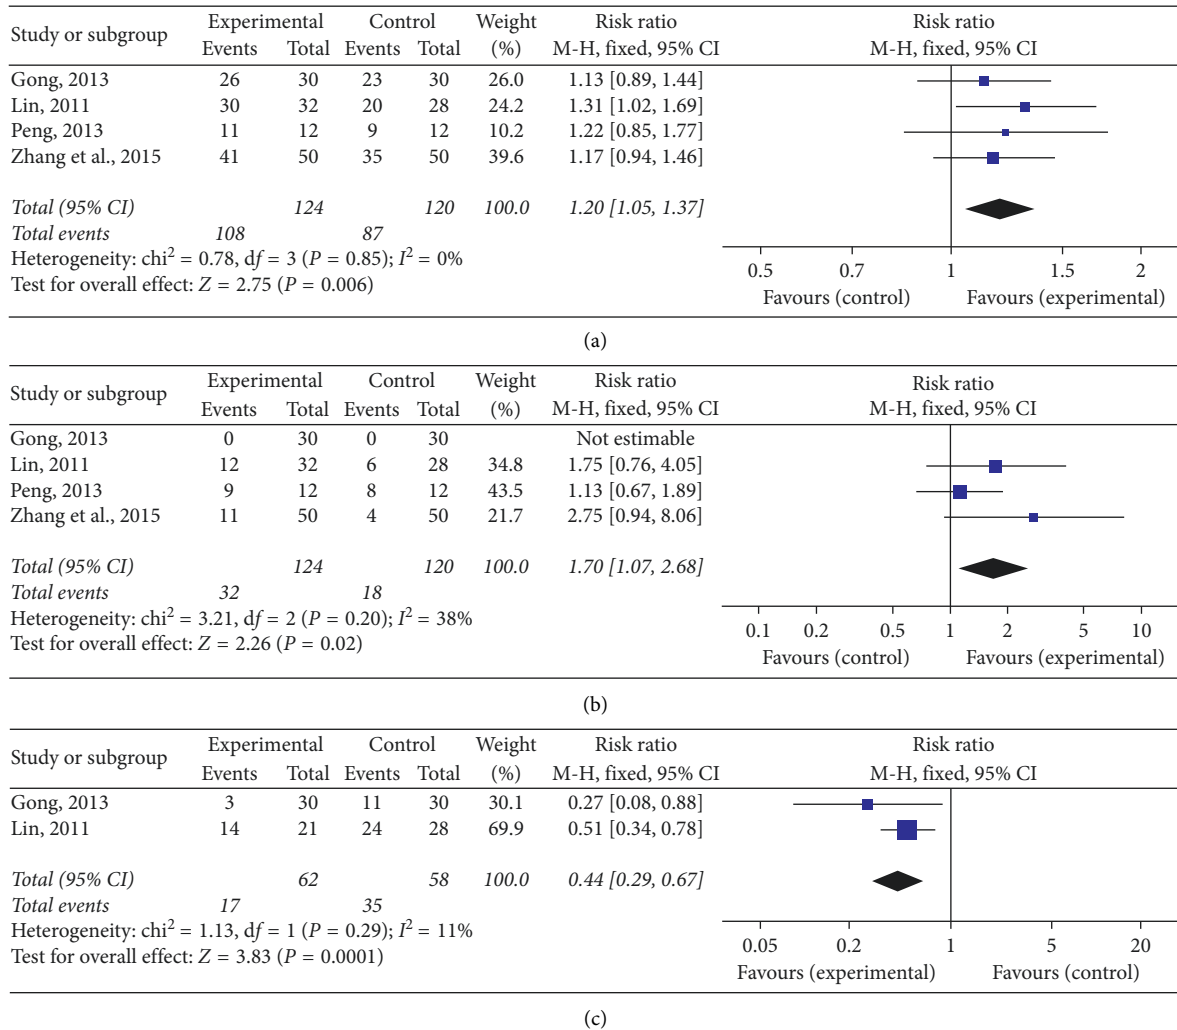 Study or subgroup Experimental Control Weight Risk ratio Risk ratio
Events Total Events Total (%) M-H, fixed, 95% CI M-H, fixed, 95% CI
Gong, 2013 26 30 23 30 26.0 1.13 [0.89, 1.44]
Lin, 2011 30 32 20 28 24.2 1.31 [1.02, 1.69]
Peng, 2013 11 12 9 12 10.2 1.22 [0.85, 1.77]
Zhang et al., 2015 41 50 35 50 39.6 1.17 [0.94, 1.46]
Total (95% CI) 124 120 100.0 1.20 [1.05, 1.37]
Total events 108 87
Heterogeneity: chi² = 0.78, df = 3 (P = 0.85); I² = 0%
Test for overall effect: Z = 2.75 (P = 0.006)
0.5 0.7 1 1.5 2
Favours (control) Favours (experimental)
(a)
Study or subgroup Experimental Control Weight Risk ratio Risk ratio
Events Total Events Total (%) M-H, fixed, 95% CI M-H, fixed, 95% CI
Gong, 2013 0 30 0 30 Not estimable
Lin, 2011 12 32 6 28 34.8 1.75 [0.76, 4.05]
Peng, 2013 9 12 8 12 43.5 1.13 [0.67, 1.89]
Zhang et al., 2015 11 50 4 50 21.7 2.75 [0.94, 8.06]
Total (95% CI) 124 120 100.0 1.70 [1.07, 2.68]
Total events 32 18
Heterogeneity: chi² = 3.21, df = 2 (P = 0.20); I² = 38%
Test for overall effect: Z = 2.26 (P = 0.02)
0.1 0.2 0.5 1 2 5 10
Favours (control) Favours (experimental)
(b)
Study or subgroup Experimental Control Weight Risk ratio Risk ratio
Events Total Events Total (%) M-H, fixed, 95% CI M-H, fixed, 95% CI
Gong, 2013 3 30 11 30 30.1 0.27 [0.08, 0.88]
Lin, 2011 14 21 24 28 69.9 0.51 [0.34, 0.78]
Total (95% CI) 62 58 100.0 0.44 [0.29, 0.67]
Total events 17 35
Heterogeneity: chi² = 1.13, df = 1 (P = 0.29); I² = 11%
Test for overall effect: Z = 3.83 (P = 0.0001)
0.05 0.2 1 5 20
Favours (experimental) Favours (control)
(c)